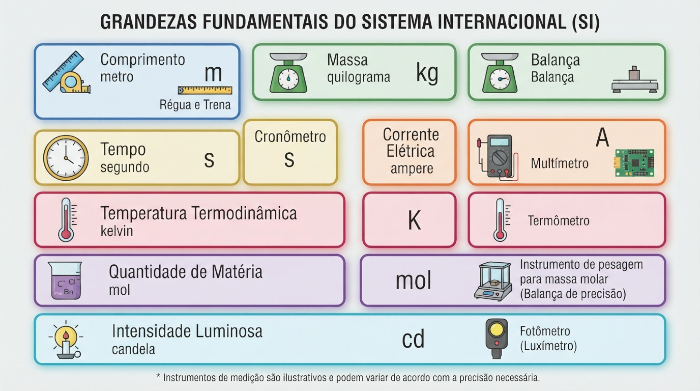 GRANDEZAS FUNDAMENTAIS DO SISTEMA INTERNACIONAL (SI)
Comprimento
metro
m
Régua e Trena
Massa
quilograma
kg
Balança
Balança
Tempo
segundo
s
Cronômetro
s
Corrente
Elétrica
ampere
A
Multímetro
Temperatura Termodinâmica
kelvin
K
Termômetro
Quantidade de Matéria
mol
mol
Instrumento de pesagem
para massa molar
(Balança de precisão)
Intensidade Luminosa
candela
cd
Fotômetro
(Luxímetro)
* Instrumentos de medição são ilustrativos e podem variar de acordo com a precisão necessária.